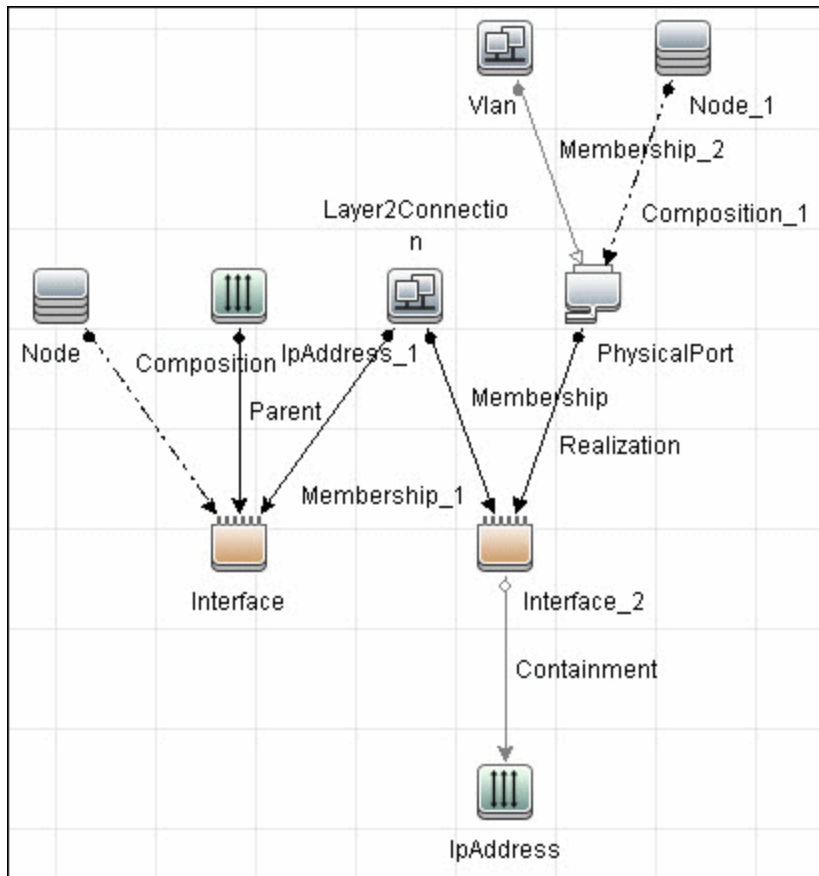 Vlan
Node_1
Membership_2
Layer2Connectio
n
Composition_1
Node
Composition
IpAddress_1
PhysicalPort
Parent
Membership
Realization
Membership_1
Interface
Interface_2
Containment
IpAddress